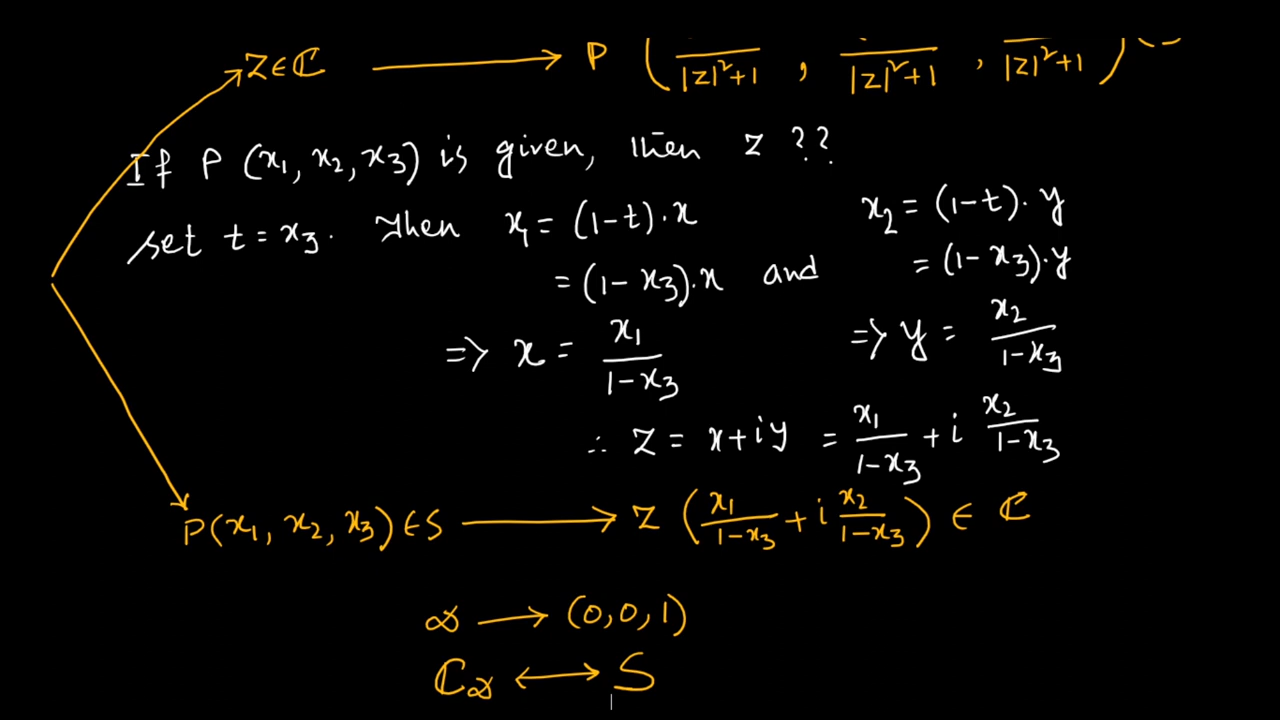 Z ∈ ℂ ⟶ P ( /|z|²+1 , /|z|²+1 , /|z|²+1 )
If P (x₁, x₂, x₃) is given, then z ??
set t = x₃. Then x₁ = (1-t)·x x₂ = (1-t)·y
= (1-x₃)·x and = (1-x₃)·y
⇒ x = x₁/(1-x₃) ⇒ y = x₂/(1-x₃)
∴ z = x+iy = x₁/(1-x₃) + i x₂/(1-x₃)
P(x₁, x₂, x₃) ∈ S ⟶ z (x₁/(1-x₃) + i x₂/(1-x₃)) ∈ ℂ
∞ ⟶ (0,0,1)
ℂ∞ ⟷ S